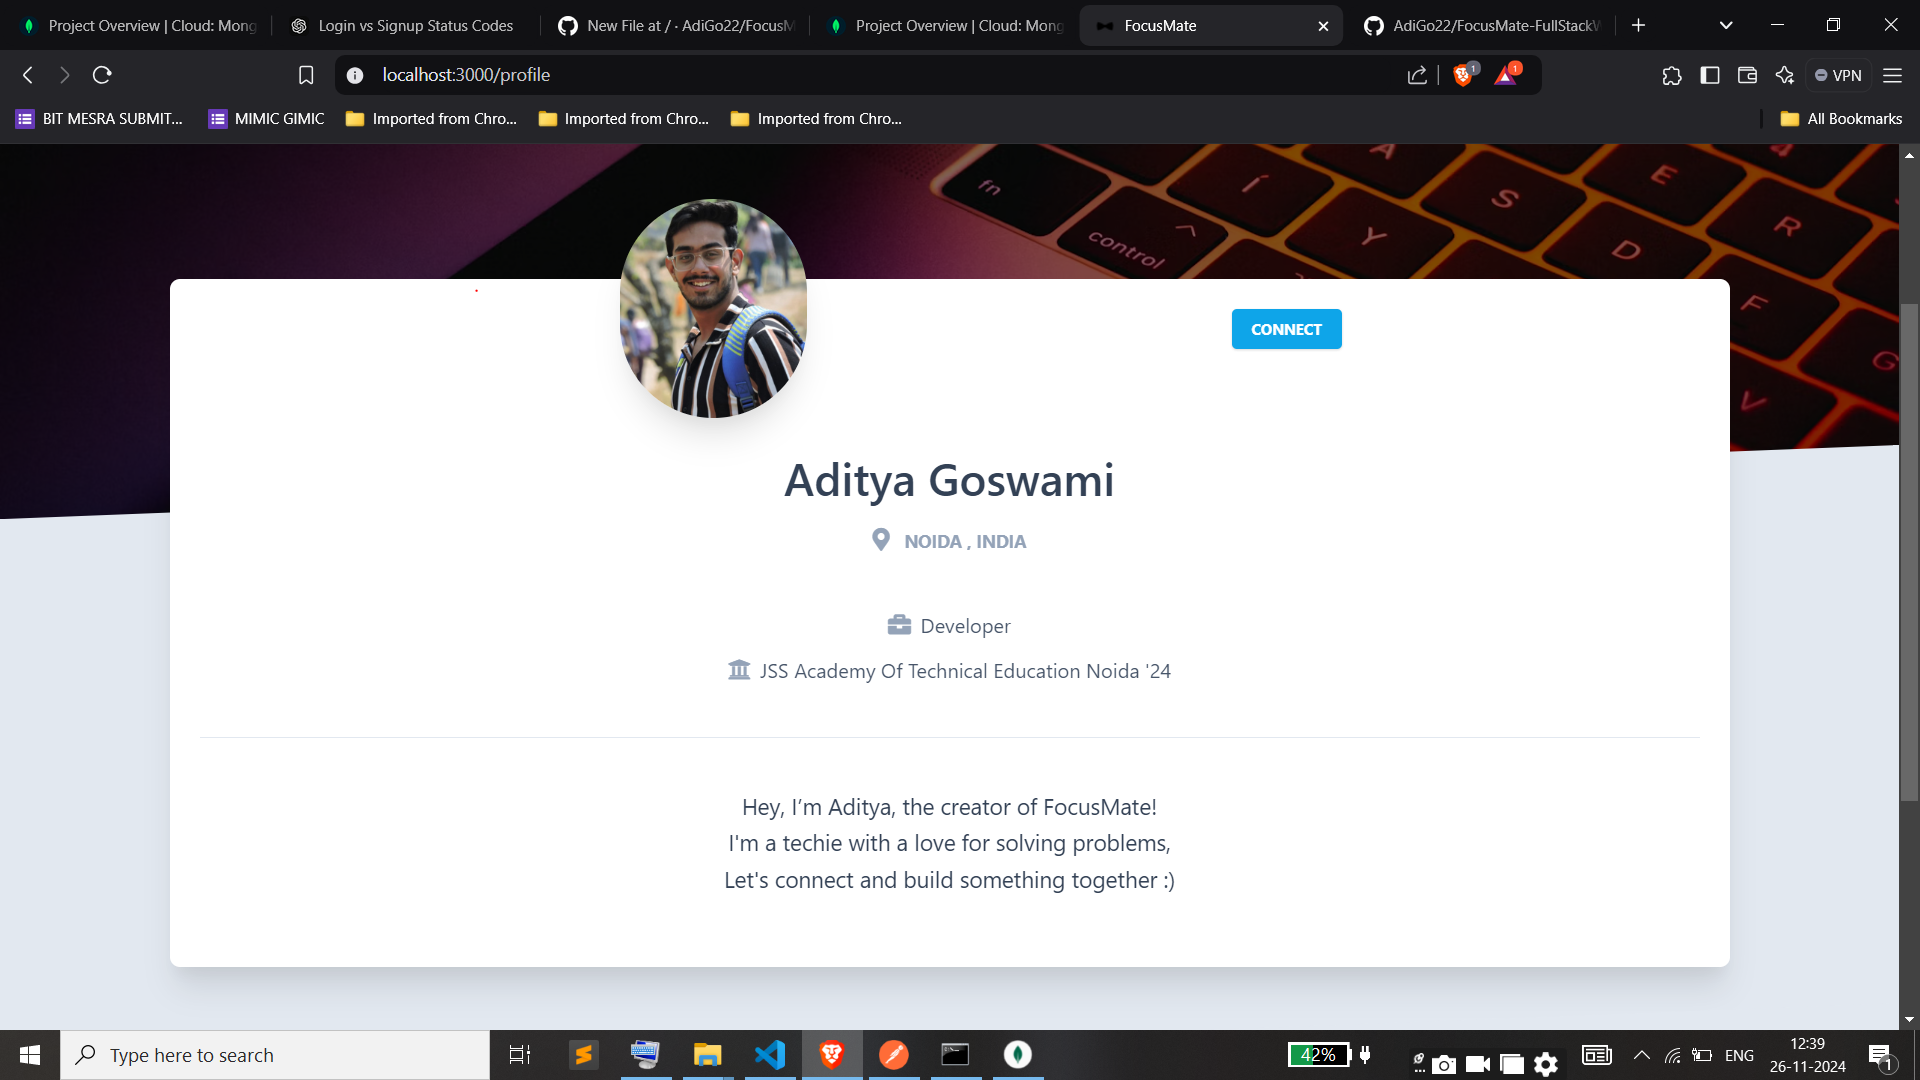 Project Overview | Cloud: Mong
Login vs Signup Status Codes
New File at / · AdiGo22/FocusM
Project Overview | Cloud: Mong
FocusMate
AdiGo22/FocusMate-FullStackW
localhost:3000/profile
1
1
VPN
BIT MESRA SUBMIT...
MIMIC GIMIC
Imported from Chro...
Imported from Chro...
Imported from Chro...
All Bookmarks
fn
control
A
S
E
R
Y
D
F
G
V
CONNECT
Aditya Goswami
NOIDA , INDIA
Developer
JSS Academy Of Technical Education Noida '24
Hey, I’m Aditya, the creator of FocusMate!
I'm a techie with a love for solving problems,
Let's connect and build something together :)
Type here to search
42%
ENG
12:39
26-11-2024
1